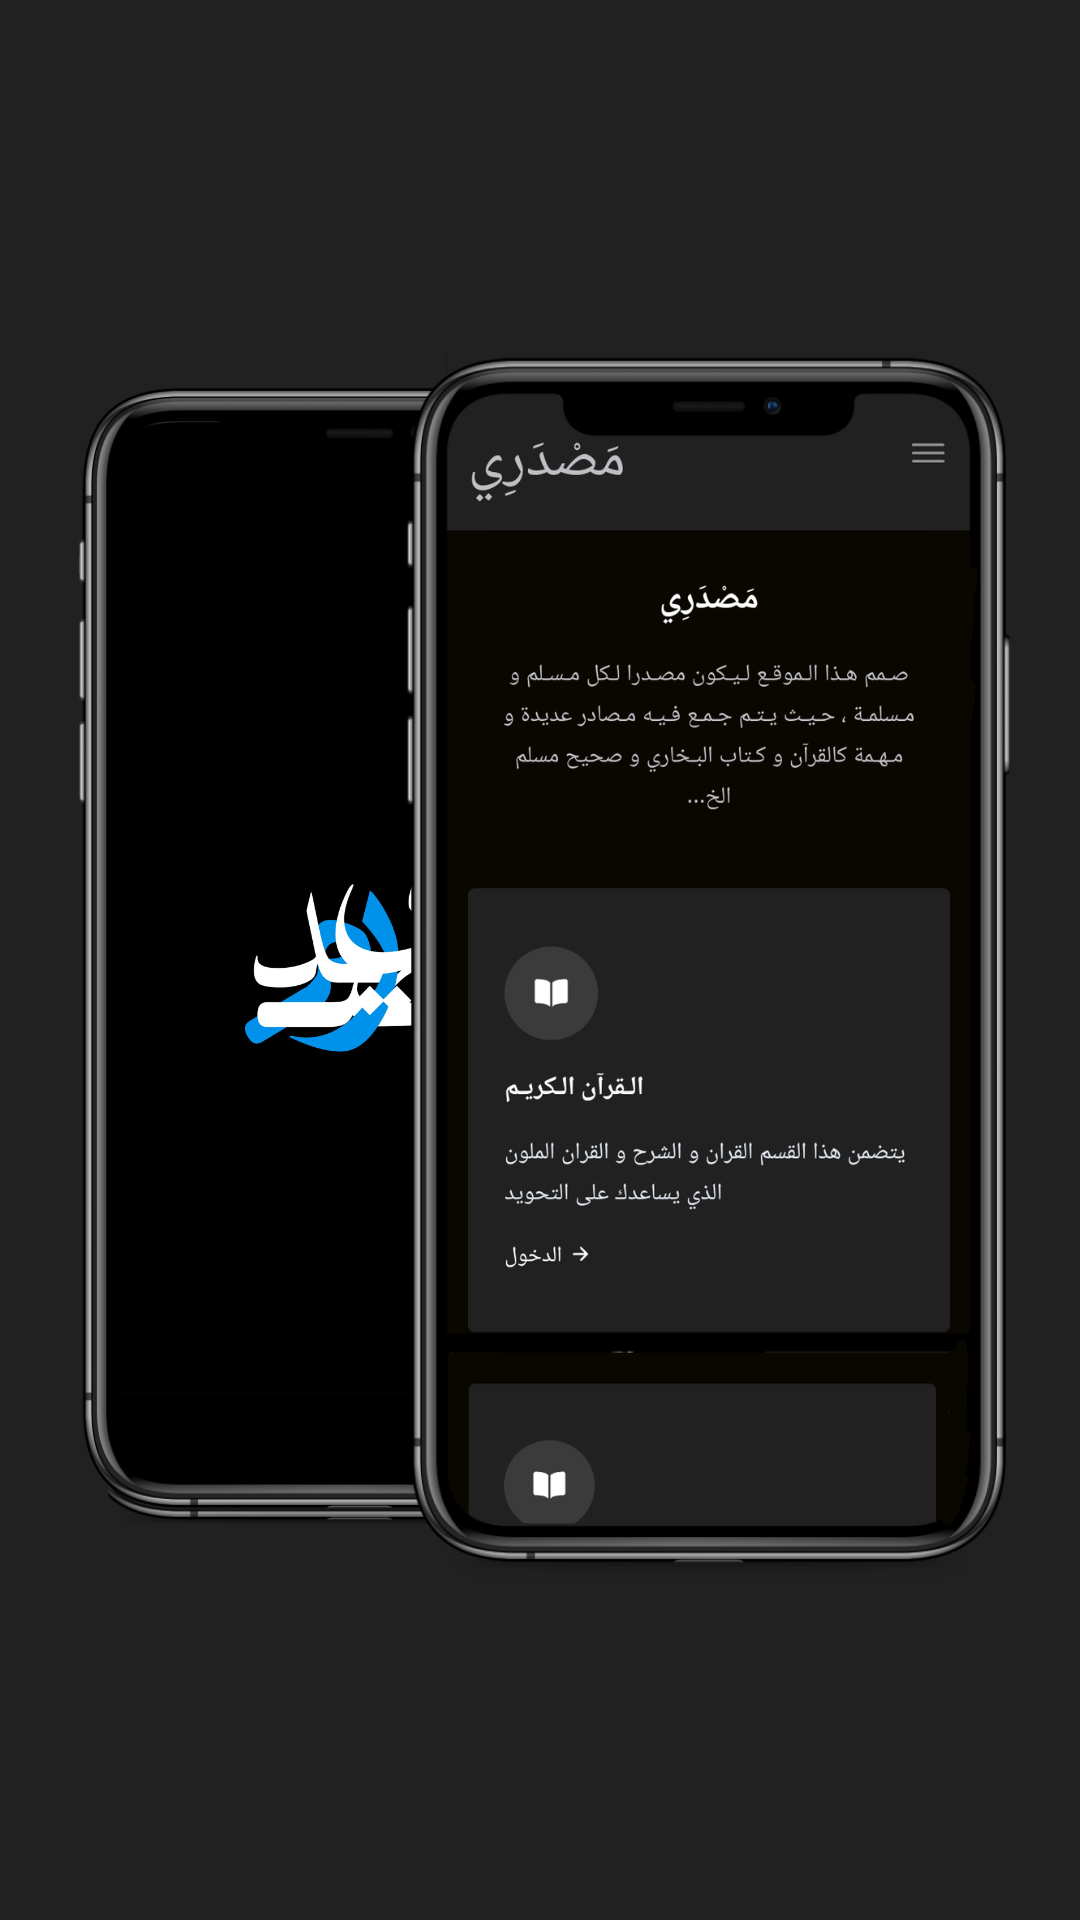 مَصْدَرِي
مَصْدَرِي
صمم هذا الموقع ليكون مصدرا لكل مسلم و
مسلمة ، حيث يتم جمع فيه مصادر عديدة و
مهمة كالقرآن و كتاب البخاري و صحيح مسلم
الخ...
القرآن الكريم
يتضمن هذا القسم القران و الشرح و القران الملون
الذي يساعدك على التحويد
الدخول →